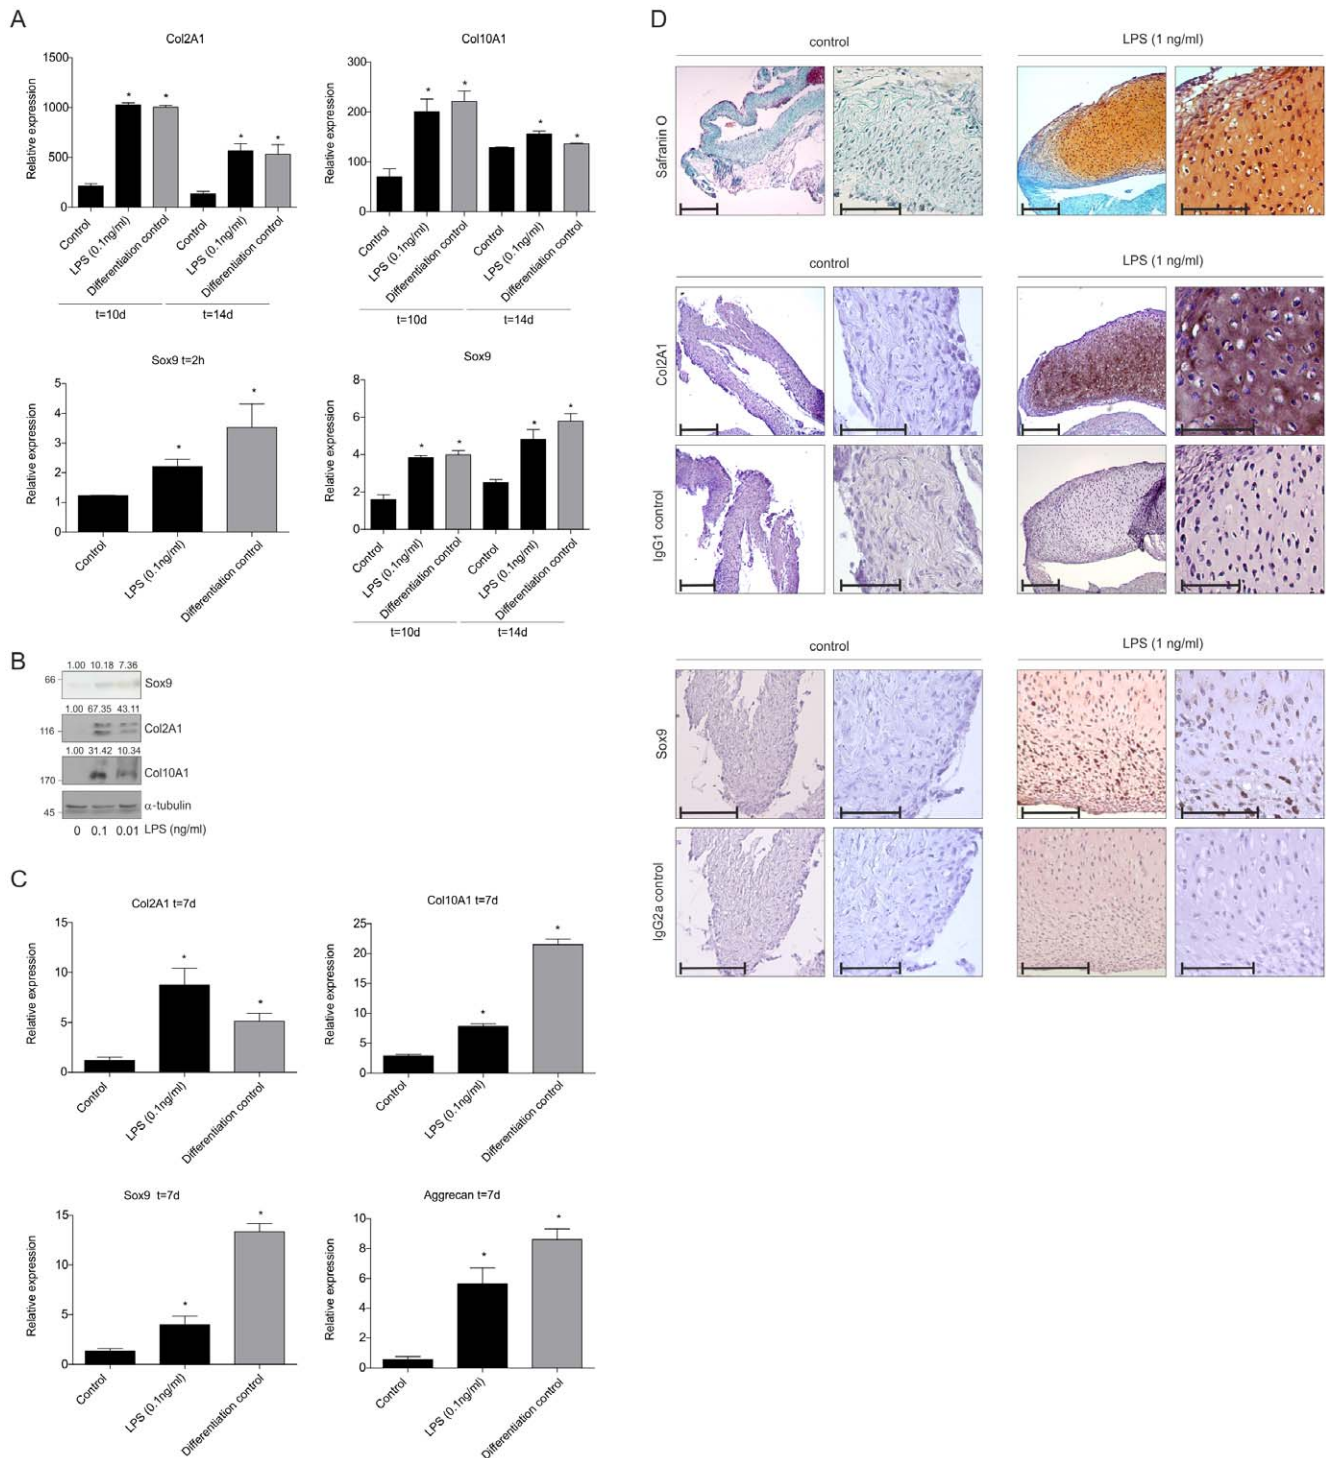 A
Col2A1
Relative expression
1500
1000
500
0
* * * *
Control
LPS (0.1ng/ml)
Differentiation control
Control
LPS (0.1ng/ml)
Differentiation control
t=10d
t=14d
Col10A1
Relative expression
300
200
100
0
* * * *
Control
LPS (0.1ng/ml)
Differentiation control
Control
LPS (0.1ng/ml)
Differentiation control
t=10d
t=14d
Sox9 t=2h
Relative expression
5
4
3
2
1
0
* *
Control
LPS (0.1ng/ml)
Differentiation control
Sox9
Relative expression
8
6
4
2
0
* * * *
Control
LPS (0.1ng/ml)
Differentiation control
Control
LPS (0.1ng/ml)
Differentiation control
t=10d
t=14d
B
1.00 10.18 7.36
66
Sox9
1.00 67.35 43.11
116
Col2A1
1.00 31.42 10.34
170
Col10A1
45
α-tubulin
0 0.1 0.01 LPS (ng/ml)
C
Col2A1 t=7d
Relative expression
15
10
5
0
* *
Control
LPS (0.1ng/ml)
Differentiation control
Col10A1 t=7d
Relative expression
25
20
15
10
5
0
* *
Control
LPS (0.1ng/ml)
Differentiation control
Sox9 t=7d
Relative expression
15
10
5
0
* *
Control
LPS (0.1ng/ml)
Differentiation control
Aggrecan t=7d
Relative expression
10
8
6
4
2
0
* *
Control
LPS (0.1ng/ml)
Differentiation control
D
control
LPS (1 ng/ml)
Safranin O
control
LPS (1 ng/ml)
Col2A1
IgG1 control
control
LPS (1 ng/ml)
Sox9
IgG2a control